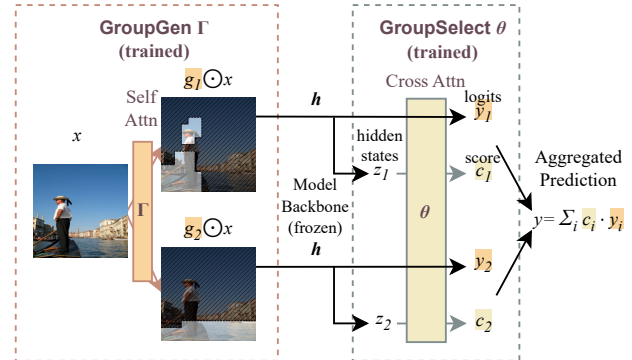 GroupGen Γ
(trained)
GroupSelect θ
(trained)
Self
Attn
g1⊙x
Cross Attn
x
h
logits
y1
hidden
states
score
z1
c1
Γ
Model
Backbone
(frozen)
θ
Aggregated
Prediction
y= Σi ci · yi
g2⊙x
h
y2
z2
c2